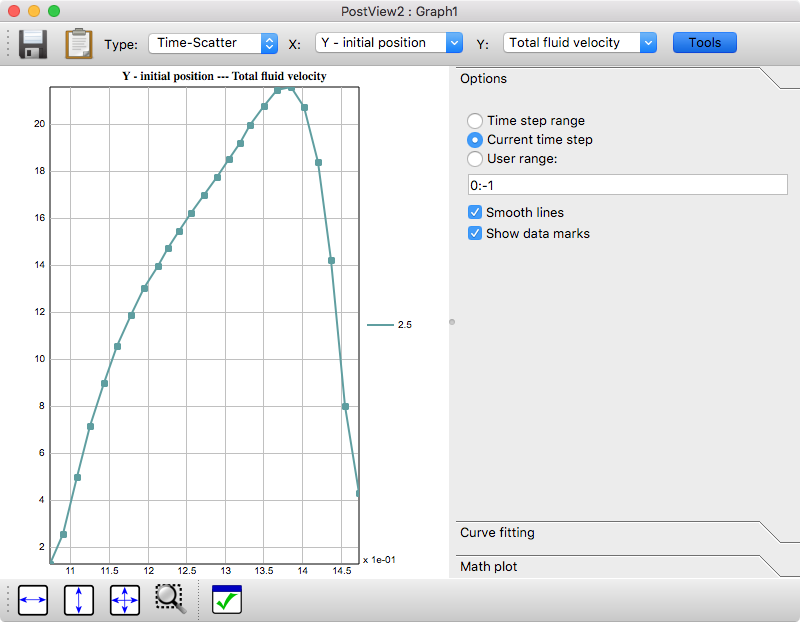 PostView2 : Graph1
Type: Time-Scatter X: Y - initial position Y: Total fluid velocity Tools
Y - initial position --- Total fluid velocity
20
18
16
14
12
10
8
6
4
2
11 11.5 12 12.5 13 13.5 14 14.5
x 1e-01
2.5
Options
Time step range
Current time step
User range:
0:-1
Smooth lines
Show data marks
Curve fitting
Math plot